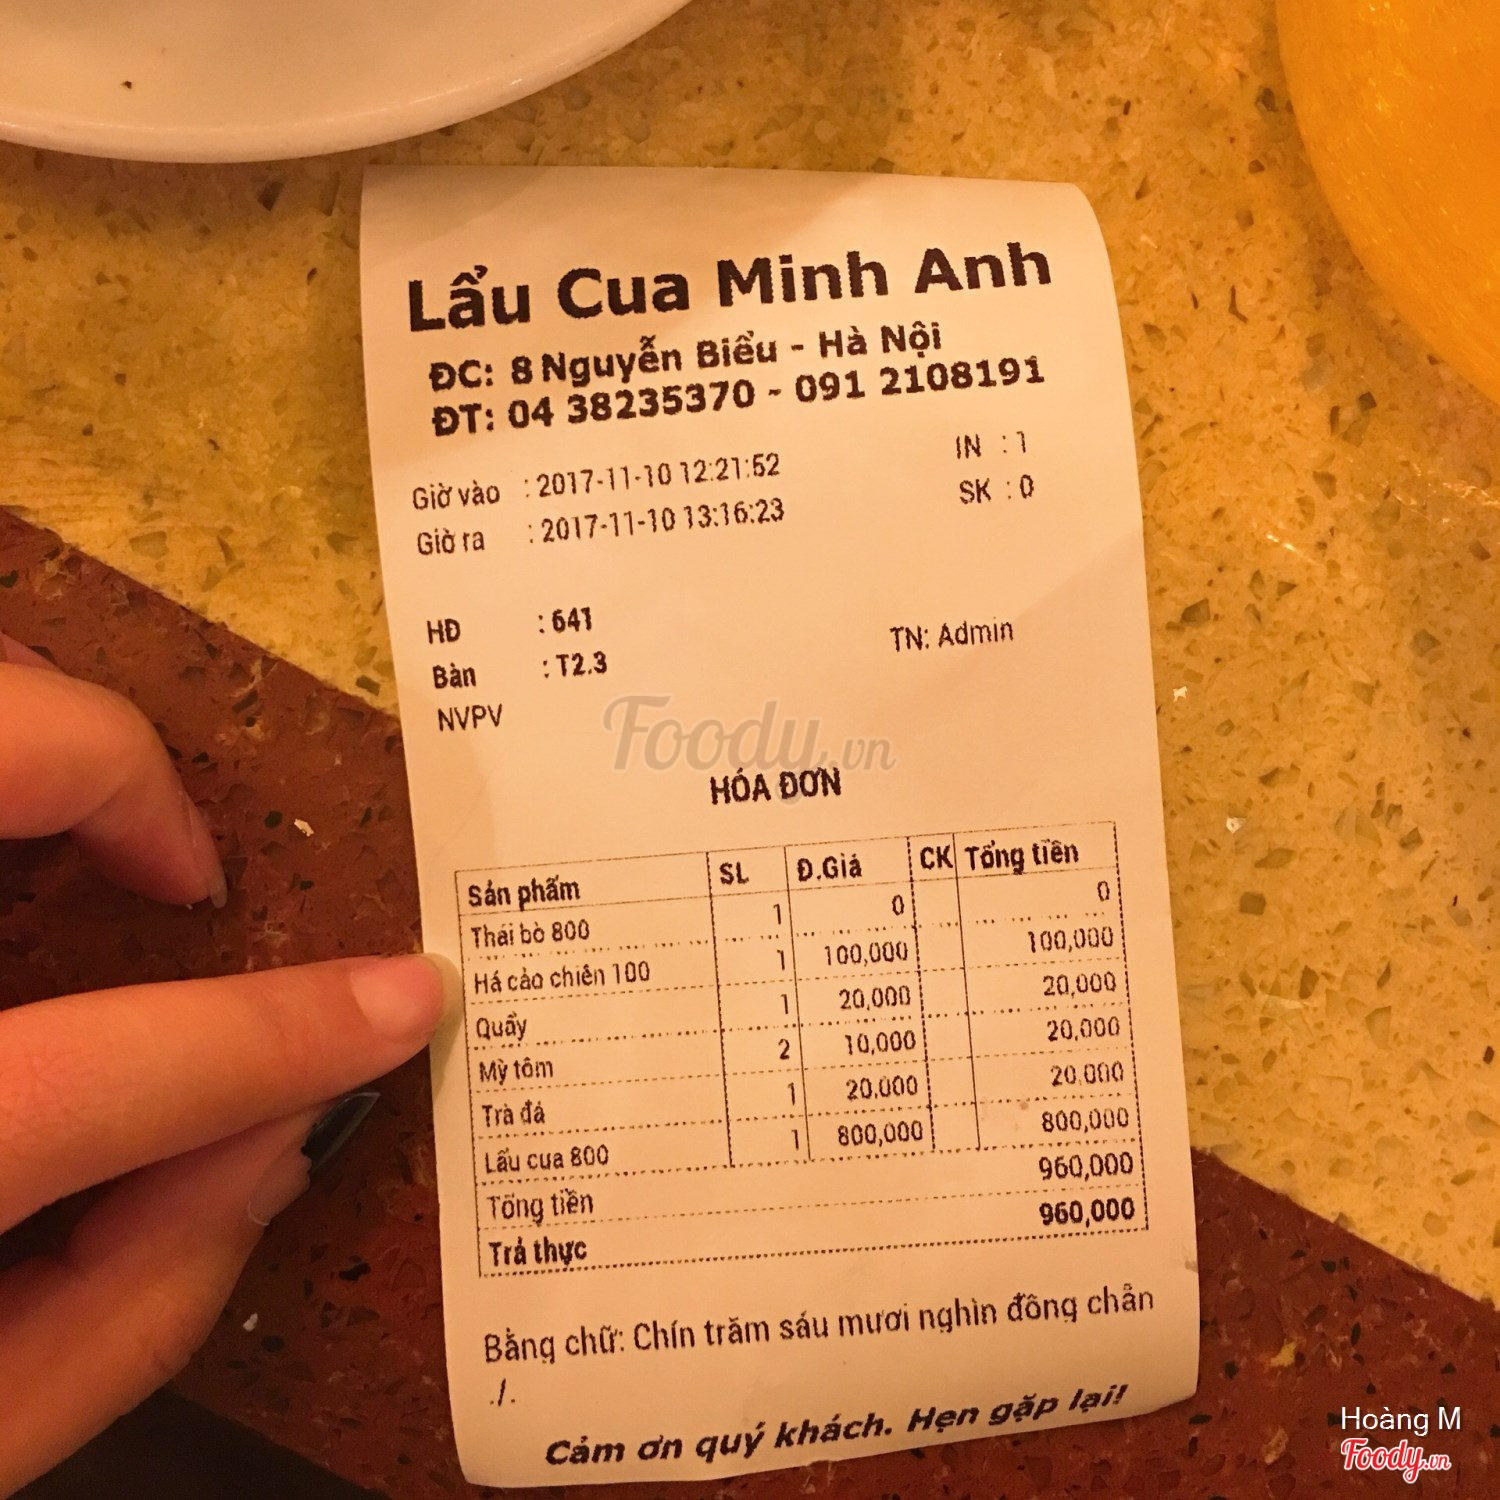 Lẩu Cua Minh Anh
ĐC: 8 Nguyễn Biểu - Hà Nội
ĐT: 04 38235370 - 091 2108191
Giờ vào : 2017-11-10 12:21:52 IN : 1
Giờ ra : 2017-11-10 13:16:23 SK : 0
HĐ : 641
Bàn : T2.3 TN: Admin
NVPV
Foody.vn
HÓA ĐƠN
Sản phẩm SL Đ.Giá CK Tổng tiền
Thái bò 800 1 0 0
Há cảo chiên 100 1 100,000 100,000
Quẩy 1 20,000 20,000
Mỳ tôm 2 10,000 20,000
Trà đá 1 20,000 20,000
Lẩu cua 800 1 800,000 800,000
Tổng tiền 960,000
Trả thực 960,000
Bằng chữ: Chín trăm sáu mươi nghìn đồng chẵn
./.
Cảm ơn quý khách. Hẹn gặp lại!
Hoàng M
Foody.vn